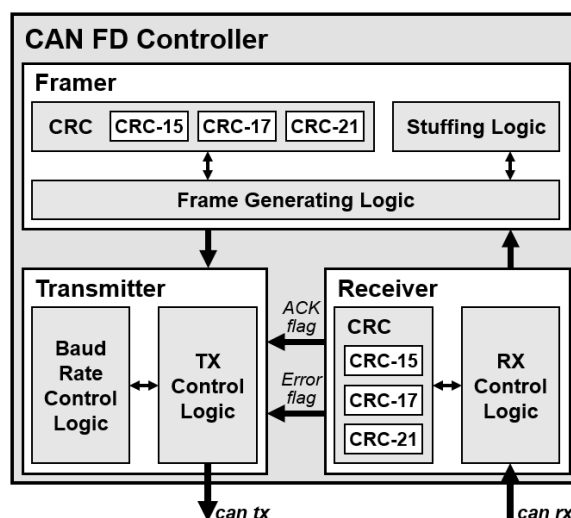 CAN FD Controller
Framer
CRC
CRC-15
CRC-17
CRC-21
Stuffing Logic
Frame Generating Logic
Transmitter
Baud
Rate
Control
Logic
TX
Control
Logic
ACK
flag
Error
flag
Receiver
CRC
CRC-15
CRC-17
CRC-21
RX
Control
Logic
can tx
can rx